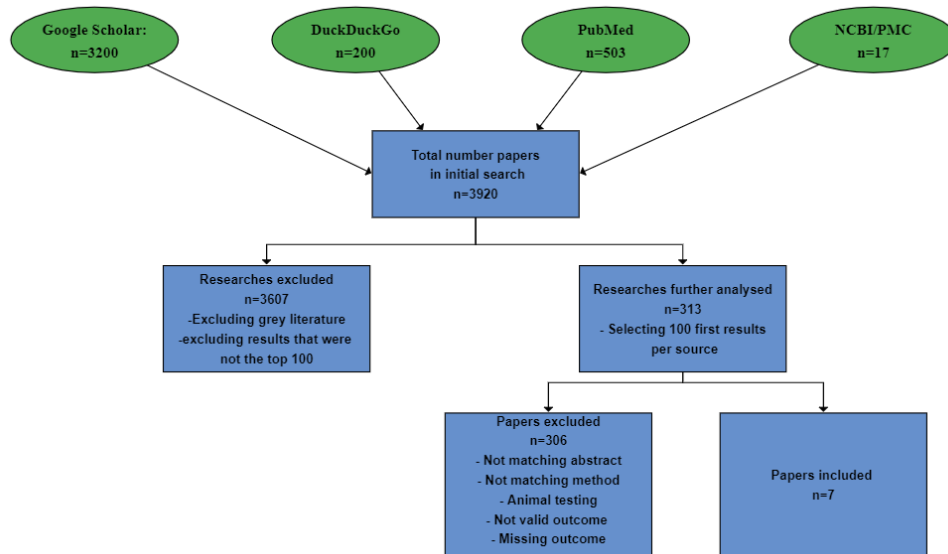 Google Scholar:
n=3200
DuckDuckGo
n=200
PubMed
n=503
NCBI/PMC
n=17
Total number papers
in initial search
n=3920
Researches excluded
n=3607
-Excluding grey literature
-excluding results that were
not the top 100
Researches further analysed
n=313
- Selecting 100 first results
per source
Papers excluded
n=306
- Not matching abstract
- Not matching method
- Animal testing
- Not valid outcome
- Missing outcome
Papers included
n=7